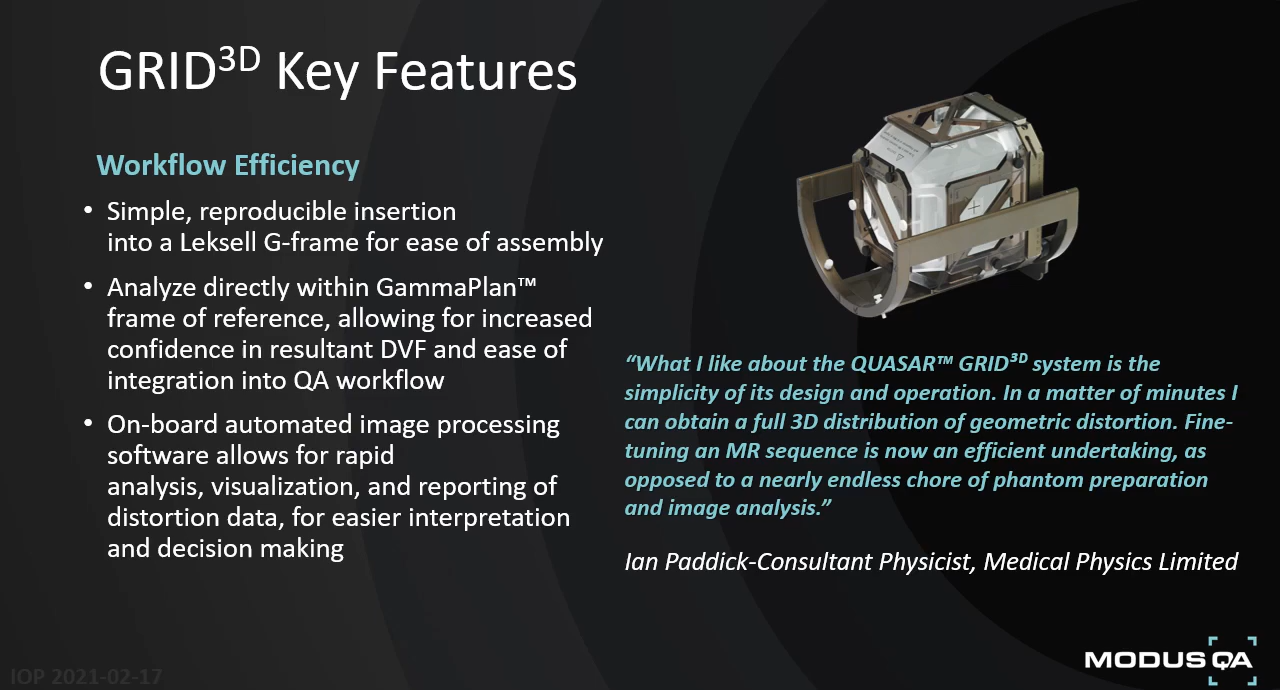 GRID³ᴰ Key Features
Workflow Efficiency
• Simple, reproducible insertion
into a Leksell G-frame for ease of assembly
• Analyze directly within GammaPlan™
frame of reference, allowing for increased
confidence in resultant DVF and ease of
integration into QA workflow
• On-board automated image processing
software allows for rapid
analysis, visualization, and reporting of
distortion data, for easier interpretation
and decision making
“What I like about the QUASAR™ GRID³ᴰ system is the
simplicity of its design and operation. In a matter of minutes I
can obtain a full 3D distribution of geometric distortion. Fine-
tuning an MR sequence is now an efficient undertaking, as
opposed to a nearly endless chore of phantom preparation
and image analysis.”
Ian Paddick-Consultant Physicist, Medical Physics Limited
IOP 2021-02-17
MODUS QA